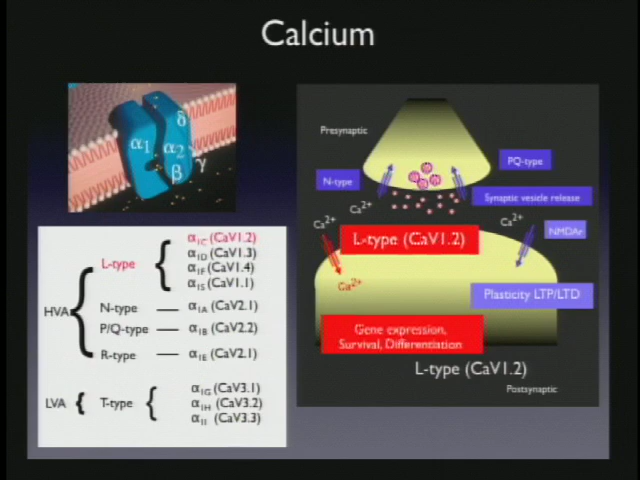 Calcium
α1
α2
δ
β
γ
HVA
L-type
α1C (CaV1.2)
α1D (CaV1.3)
α1F (CaV1.4)
α1S (CaV1.1)
N-type — α1A (CaV2.1)
P/Q-type — α1B (CaV2.2)
R-type — α1E (CaV2.1)
LVA
T-type
α1G (CaV3.1)
α1H (CaV3.2)
α1I (CaV3.3)
Presynaptic
N-type
PQ-type
Synaptic vesicle release
Ca2+
Ca2+
Ca2+
NMDAr
L-type (CaV1.2)
Ca2+
Plasticity LTP/LTD
Gene expression,
Survival, Differentiation
L-type (CaV1.2)
Postsynaptic